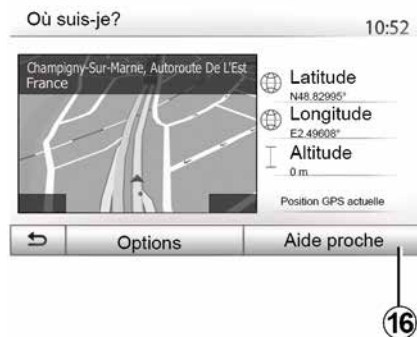 Où suis-je?
10:52
Champigny-Sur-Marne, Autoroute De L'Est
France
Latitude
N48.82995°
Longitude
E2.49608°
Altitude
0 m
Position GPS actuelle
Options
Aide proche
16